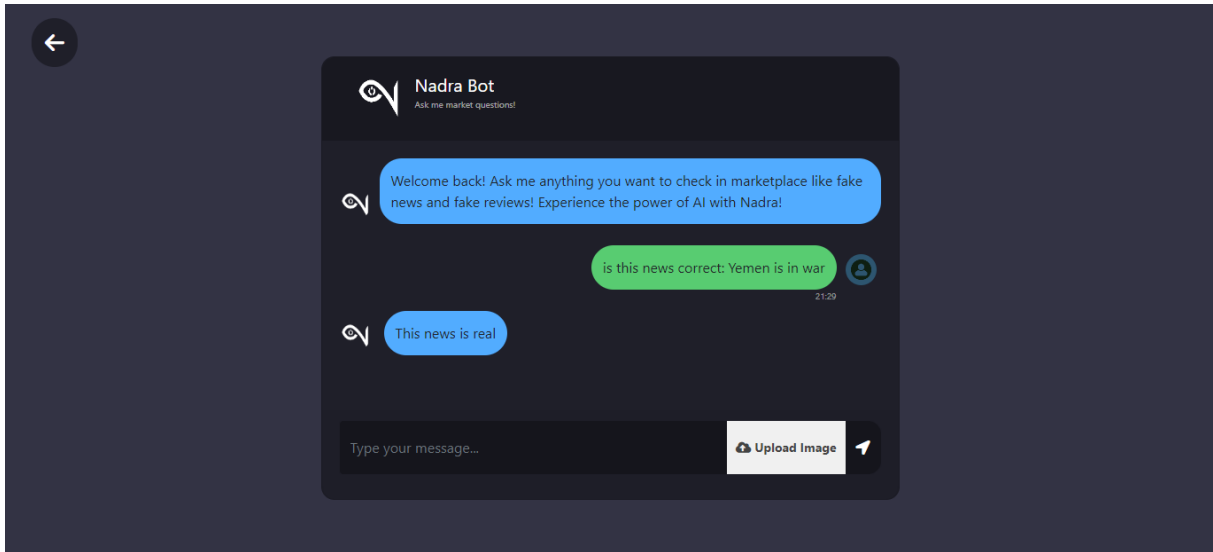 Nadra Bot
Ask me market questions!
Welcome back! Ask me anything you want to check in marketplace like fake
news and fake reviews! Experience the power of AI with Nadra!
is this news correct: Yemen is in war
21:29
This news is real
Type your message...
Upload Image